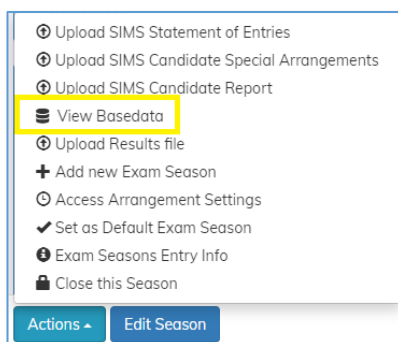 Upload SIMS Statement of Entries
Upload SIMS Candidate Special Arrangements
Upload SIMS Candidate Report
View Basedata
Upload Results file
Add new Exam Season
Access Arrangement Settings
Set as Default Exam Season
Exam Seasons Entry Info
Close this Season
Actions
Edit Season